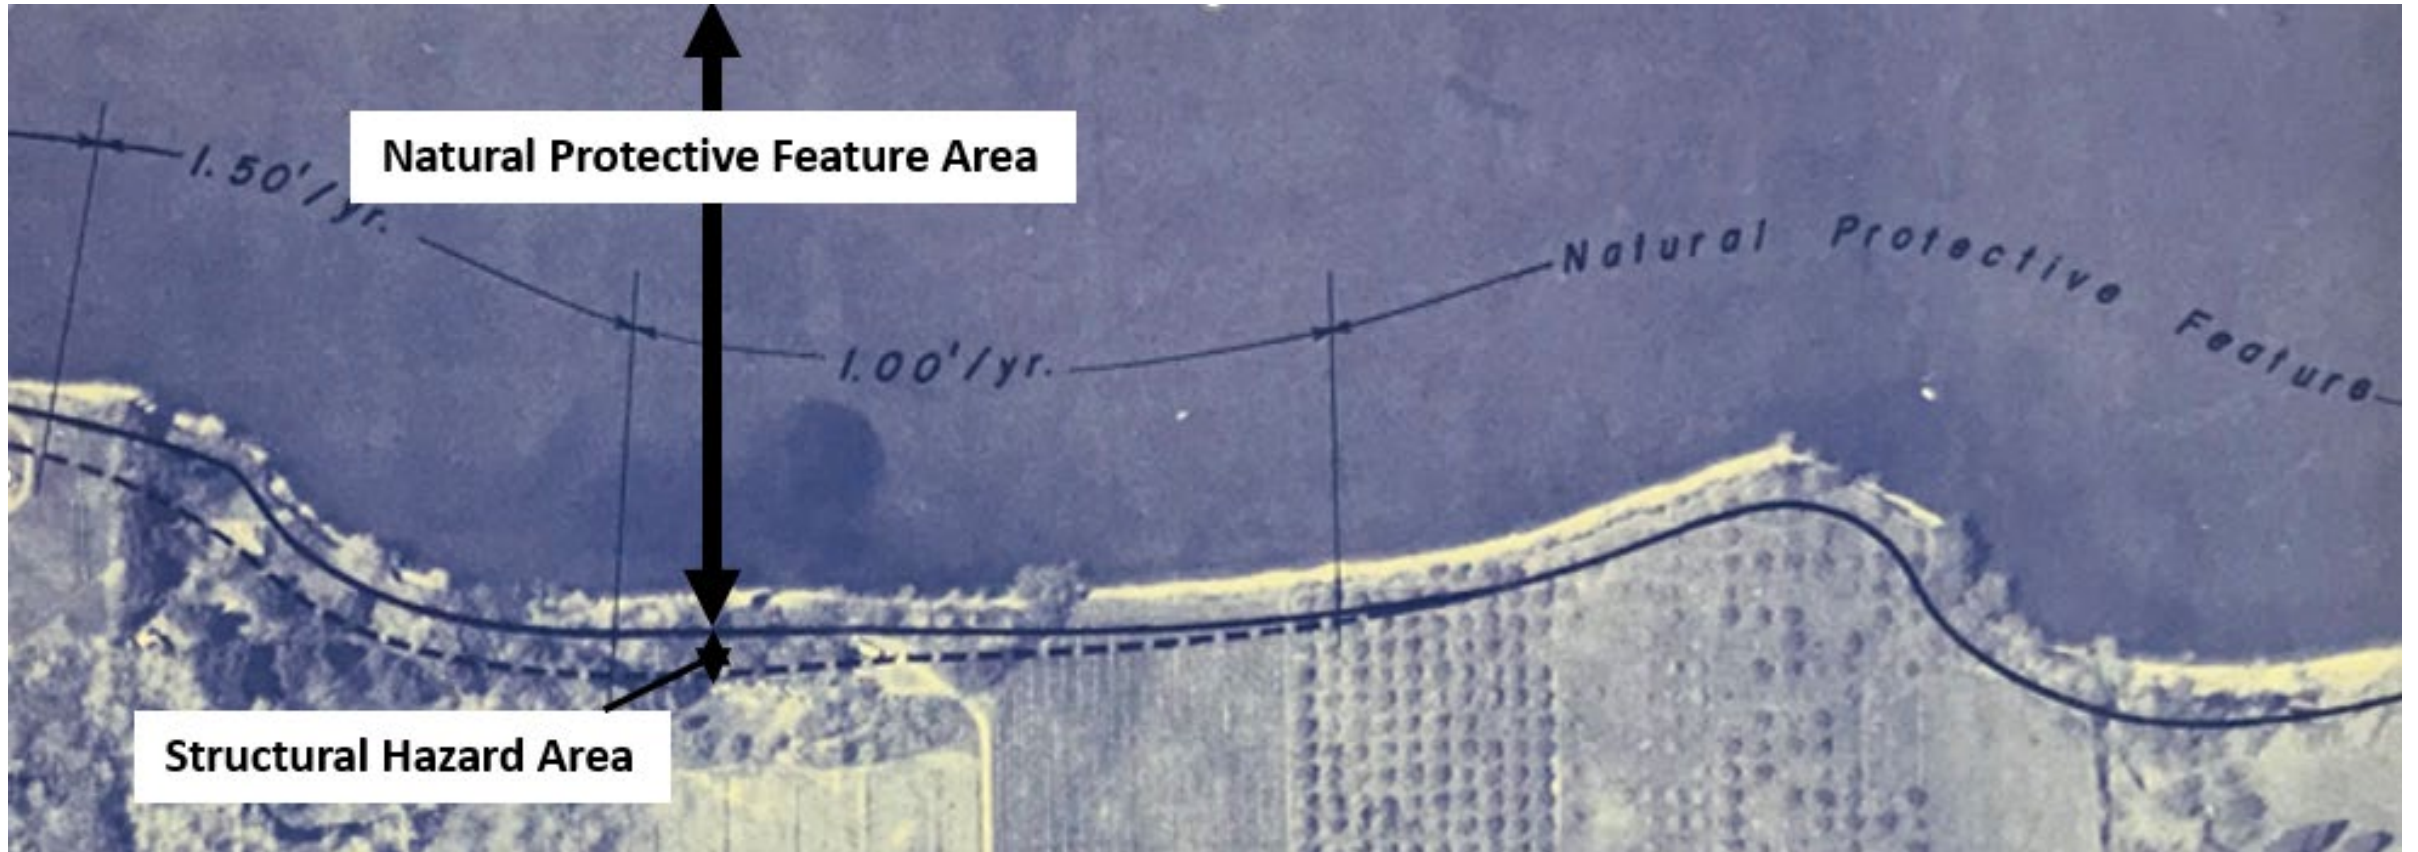 Natural Protective Feature Area
1.50'/yr.
Natural Protective Feature
1.00'/yr.
Structural Hazard Area